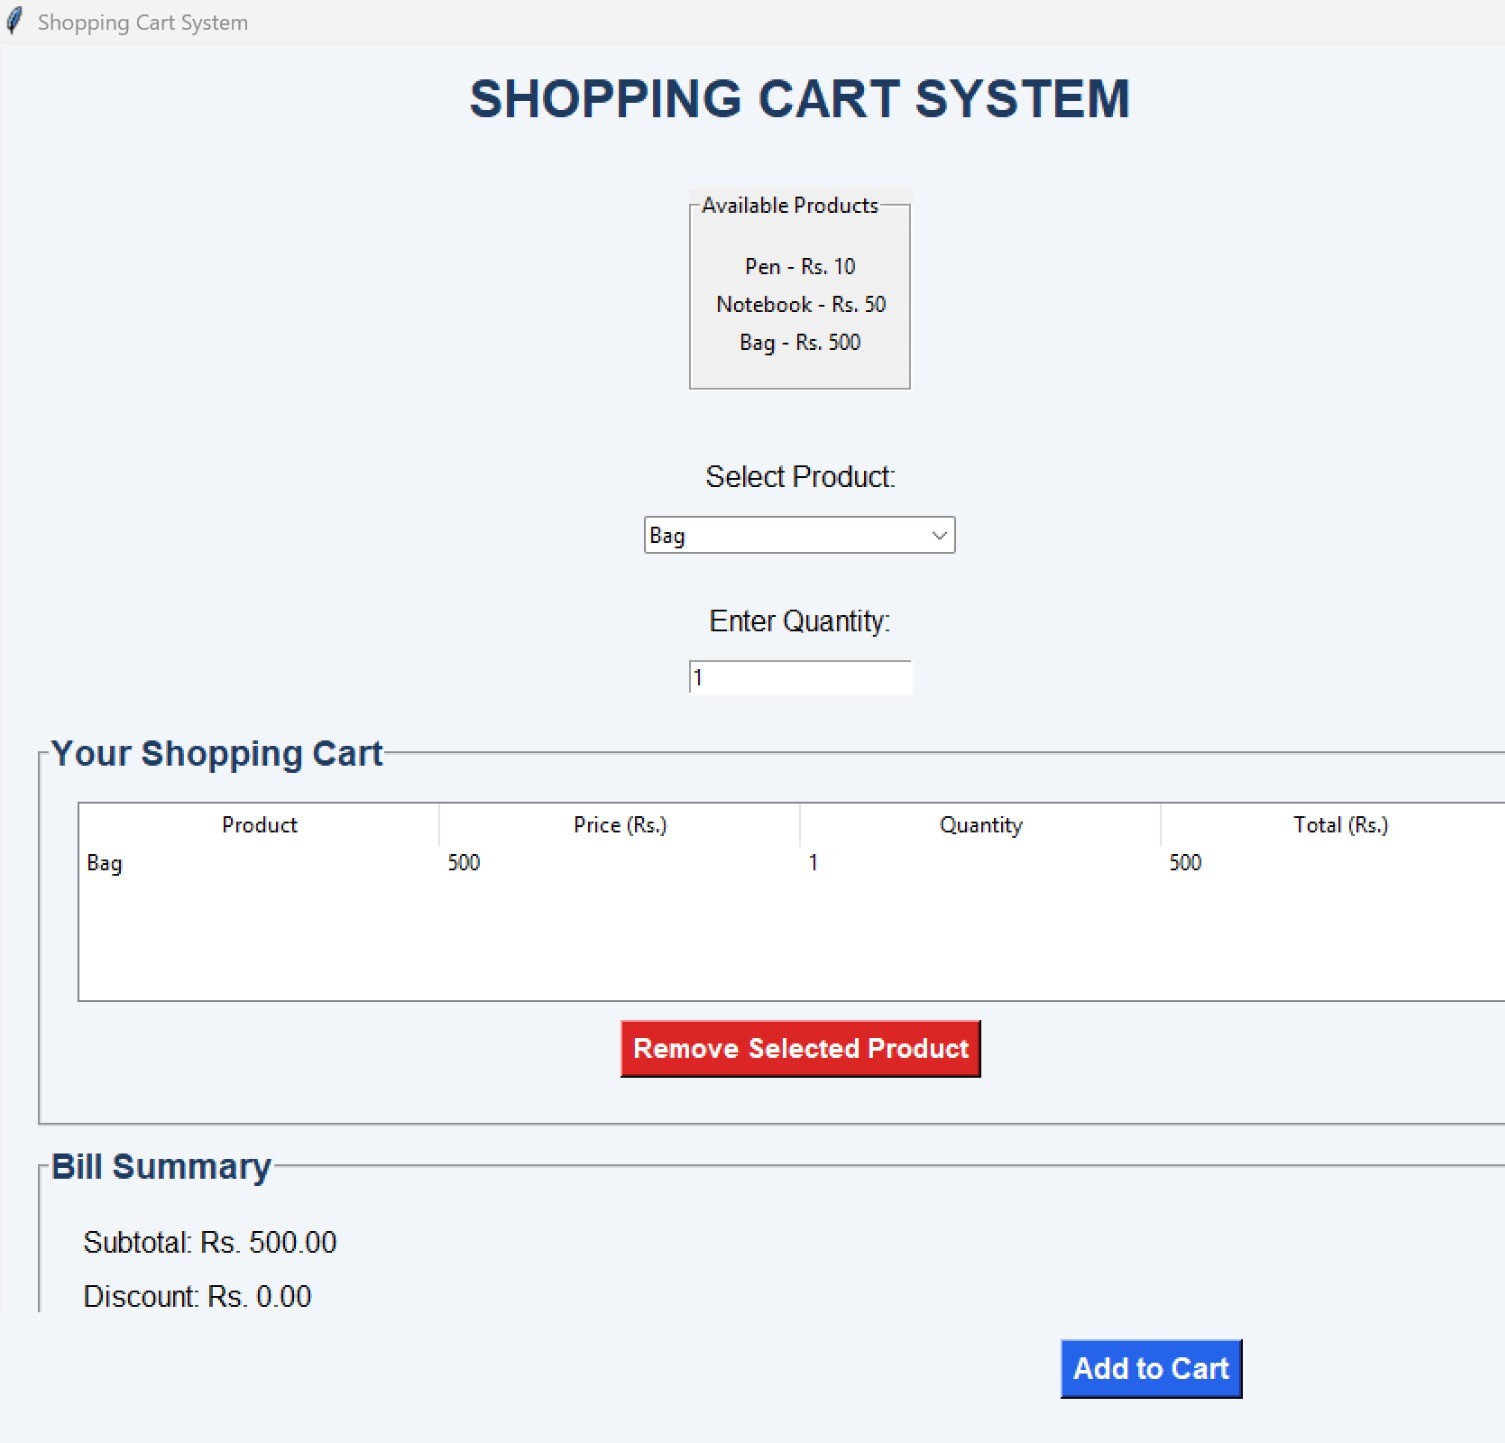 Shopping Cart System
SHOPPING CART SYSTEM
Available Products
Pen - Rs. 10
Notebook - Rs. 50
Bag - Rs. 500
Select Product:
Bag
Enter Quantity:
1
Your Shopping Cart
Product Price (Rs.) Quantity Total (Rs.)
Bag 500 1 500
Remove Selected Product
Bill Summary
Subtotal: Rs. 500.00
Discount: Rs. 0.00
Add to Cart